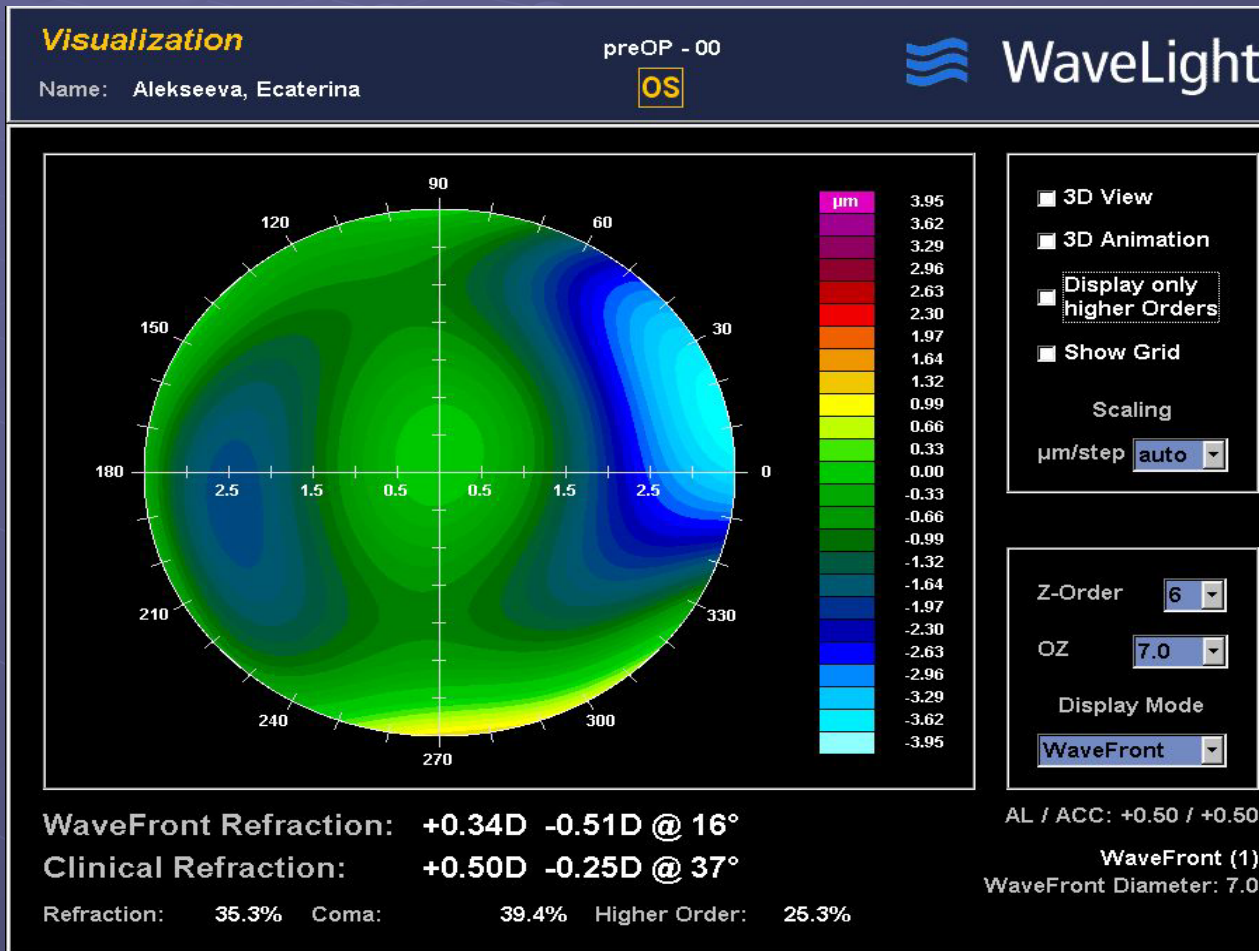 Visualization
preOP - 00
WaveLight
Name: Alekseeva, Ecaterina
OS
90
120
60
150
30
180
0
2.5 1.5 0.5 0.5 1.5 2.5
210
330
240
300
270
µm 3.95
3.62
3.29
2.96
2.63
2.30
1.97
1.64
1.32
0.99
0.66
0.33
0.00
-0.33
-0.66
-0.99
-1.32
-1.64
-1.97
-2.30
-2.63
-2.96
-3.29
-3.62
-3.95
3D View
3D Animation
Display only
higher Orders
Show Grid
Scaling
µm/step auto
Z-Order 6
OZ 7.0
Display Mode
WaveFront
AL / ACC: +0.50 / +0.50
WaveFront (1)
WaveFront Diameter: 7.0
WaveFront Refraction: +0.34D -0.51D @ 16°
Clinical Refraction: +0.50D -0.25D @ 37°
Refraction: 35.3% Coma: 39.4% Higher Order: 25.3%